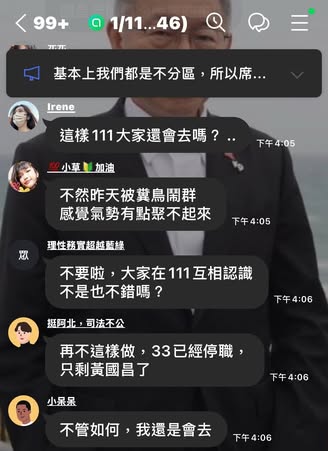 99+
1/11...46)
基本上我們都是不分區，所以席...
Irene
這樣111大家還會去嗎？ ..
下午4:05
💯小草🔰加油
不然昨天被糞鳥鬧群
感覺氣勢有點聚不起來
下午4:05
眾
理性務實超越藍綠
不要啦，大家在111互相認識
不是也不錯嗎？
下午4:06
挺阿北，司法不公
再不這樣做，33已經停職，
只剩黃國昌了
下午4:06
小呆呆
不管如何，我還是會去
下午4:06